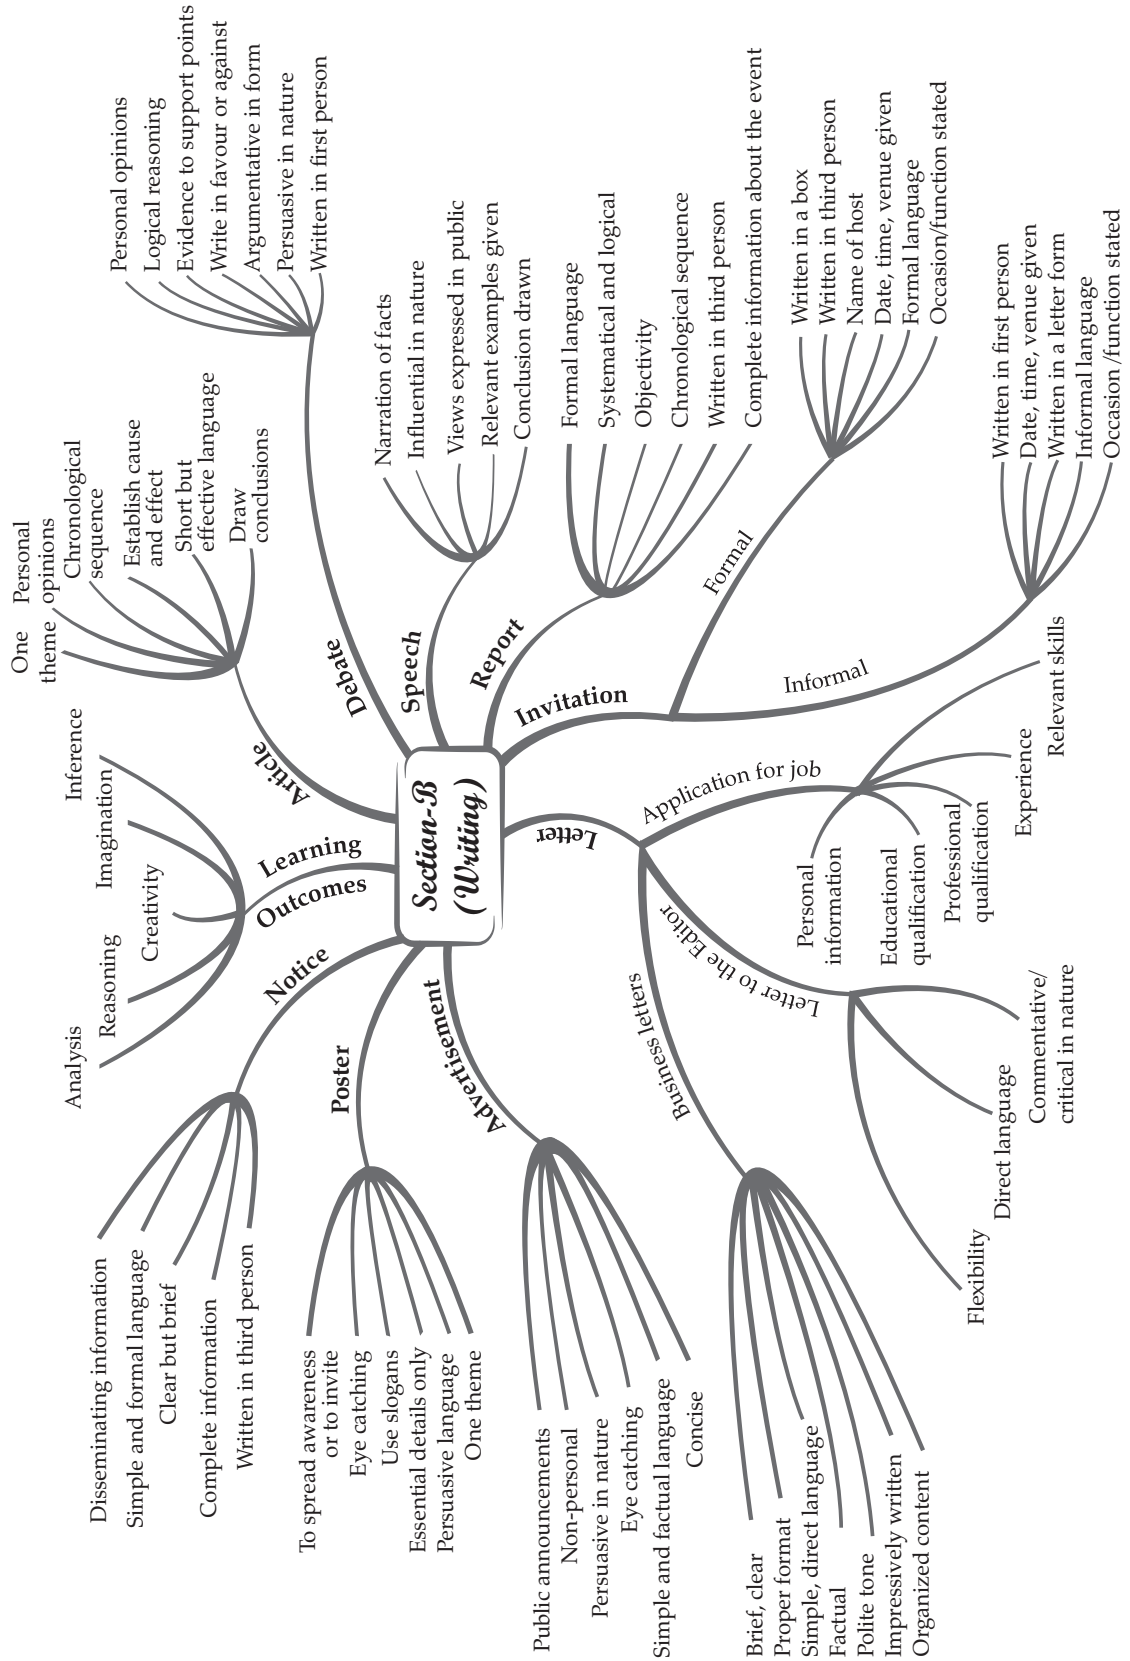 Section-B
(Writing)
Debate
Personal opinions
Logical reasoning
Evidence to support points
Write in favour or against
Argumentative in form
Persuasive in nature
Written in first person
Speech
Narration of facts
Influential in nature
Views expressed in public
Relevant examples given
Conclusion drawn
Report
Formal language
Systematical and logical
Objectivity
Chronological sequence
Written in third person
Complete information about the event
Invitation
Formal
Written in a box
Written in third person
Name of host
Date, time, venue given
Formal language
Occasion/function stated
Informal
Written in first person
Date, time, venue given
Written in a letter form
Informal language
Occasion /function stated
Letter
Application for job
Relevant skills
Experience
Professional
qualification
Educational
qualification
Personal
information
Letter to the Editor
Commentative/
critical in nature
Direct language
Flexibility
Business letters
Brief, clear
Proper format
Simple, direct language
Factual
Polite tone
Impressively written
Organized content
Advertisement
Public announcements
Non-personal
Persuasive in nature
Eye catching
Simple and factual language
Concise
Poster
To spread awareness
or to invite
Eye catching
Use slogans
Essential details only
Persuasive language
One theme
Notice
Disseminating information
Simple and formal language
Clear but brief
Complete information
Written in third person
Learning
Outcomes
Analysis
Reasoning
Creativity
Imagination
Inference
Article
One
theme
Personal
opinions
Chronological
sequence
Establish cause
and effect
Short but
effective language
Draw
conclusions